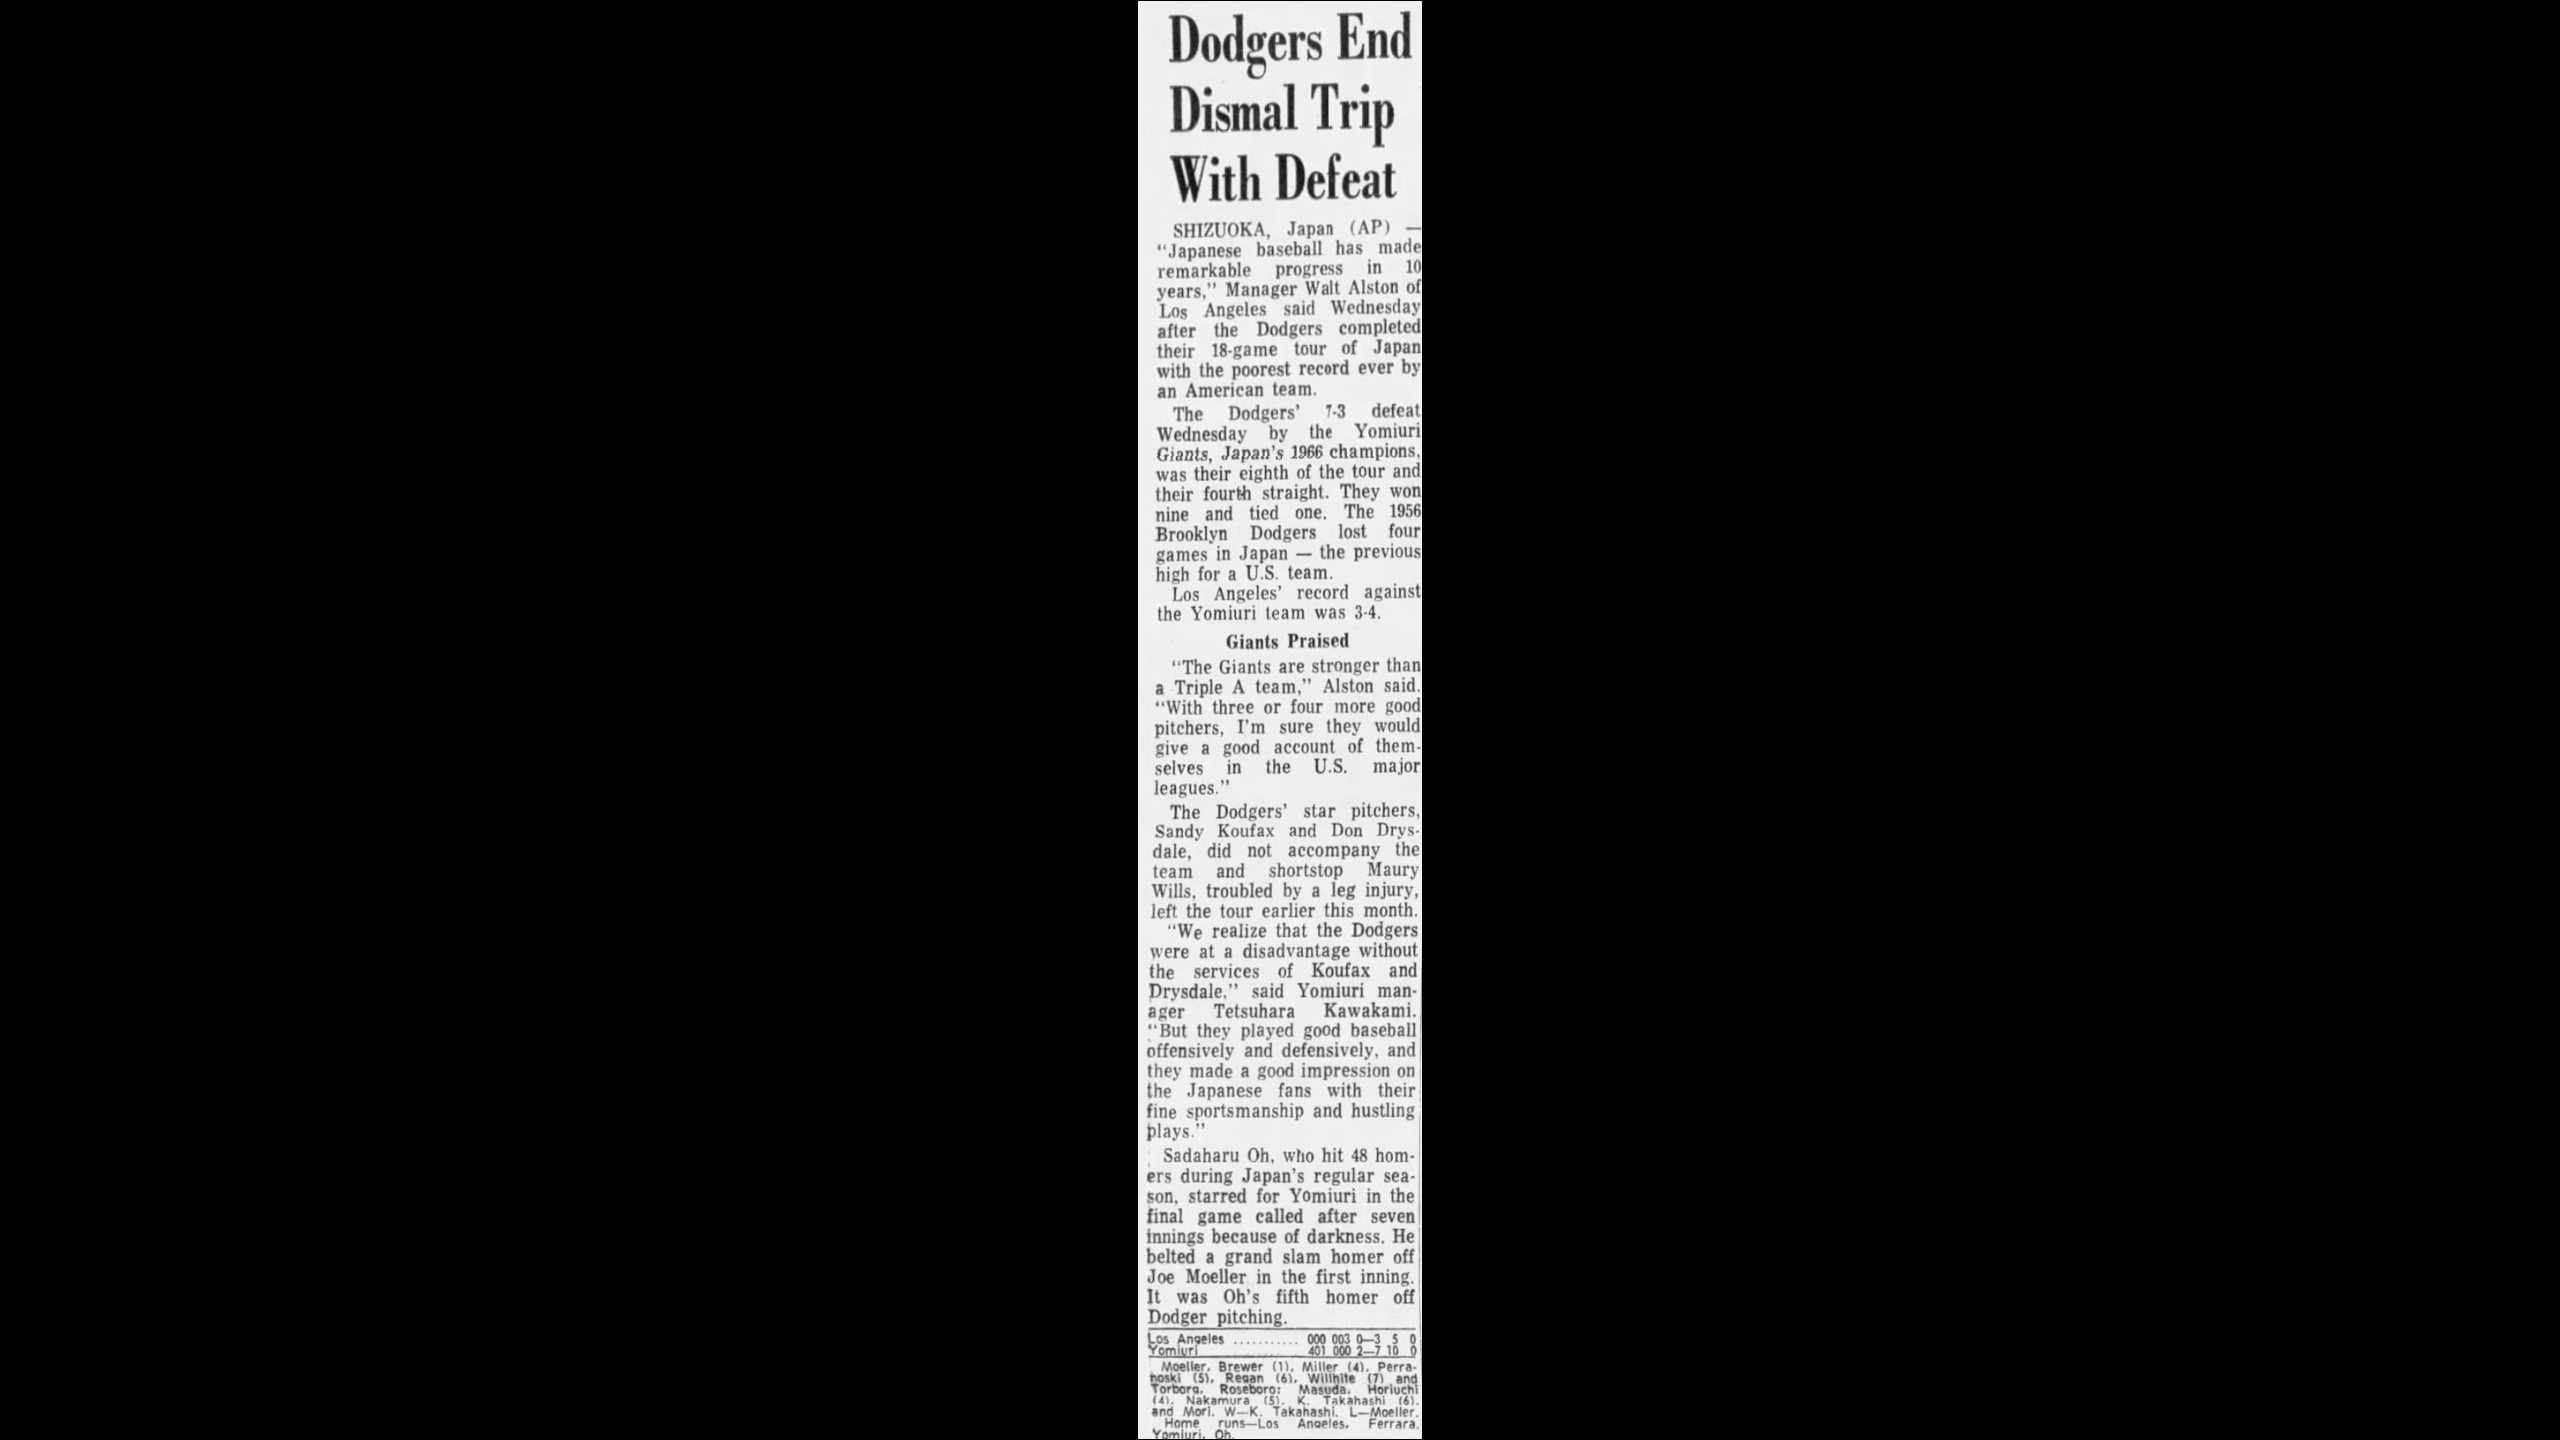 Dodgers End
Dismal Trip
With Defeat
SHIZUOKA, Japan (AP) —
"Japanese baseball has made
remarkable progress in 10
years," Manager Walt Alston of
Los Angeles said Wednesday
after the Dodgers completed
their 18-game tour of Japan
with the poorest record ever by
an American team.
The Dodgers' 7-3 defeat
Wednesday by the Yomiuri
Giants, Japan's 1966 champions,
was their eighth of the tour and
their fourth straight. They won
nine and tied one. The 1956
Brooklyn Dodgers lost four
games in Japan — the previous
high for a U.S. team.
Los Angeles' record against
the Yomiuri team was 3-4.
Giants Praised
"The Giants are stronger than
a Triple A team," Alston said.
"With three or four more good
pitchers, I'm sure they would
give a good account of them-
selves in the U.S. major
leagues."
The Dodgers' star pitchers,
Sandy Koufax and Don Drys-
dale, did not accompany the
team and shortstop Maury
Wills, troubled by a leg injury,
left the tour earlier this month.
"We realize that the Dodgers
were at a disadvantage without
the services of Koufax and
Drysdale," said Yomiuri man-
ager Tetsuhara Kawakami.
"But they played good baseball
offensively and defensively, and
they made a good impression on
the Japanese fans with their
fine sportsmanship and hustling
plays."
Sadaharu Oh, who hit 48 hom-
ers during Japan's regular sea-
son, starred for Yomiuri in the
final game called after seven
innings because of darkness. He
belted a grand slam homer off
Joe Moeller in the first inning.
It was Oh's fifth homer off
Dodger pitching.
Los Angeles ........... 000 003 0—3 5 0
Yomiuri 401 000 2—7 10 0
Moeller, Brewer (1), Miller (4), Perra-
noski (5), Regan (6), Willhite (7) and
Torborg, Roseboro; Masuda, Horiuchi
(4), Nakamura (5), K. Takahashi (6),
and Mori. W—K. Takahashi. L—Moeller.
Home runs—Los Angeles, Ferrara.
Yomiuri, Oh.